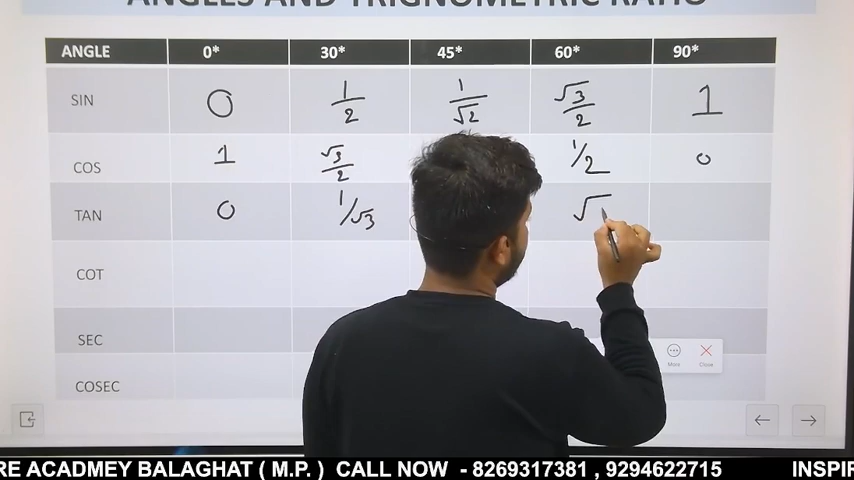 ANGLES AND TRIGNOMETRIC RATIO
ANGLE 0* 30* 45* 60* 90*
SIN 0 1/2 1/√2 √3/2 1
COS 1 √3/2 1/2 0
TAN 0 1/√3 √
COT
SEC
COSEC
More Close
RE ACADMEY BALAGHAT ( M.P. ) CALL NOW - 8269317381 , 9294622715 INSPIR